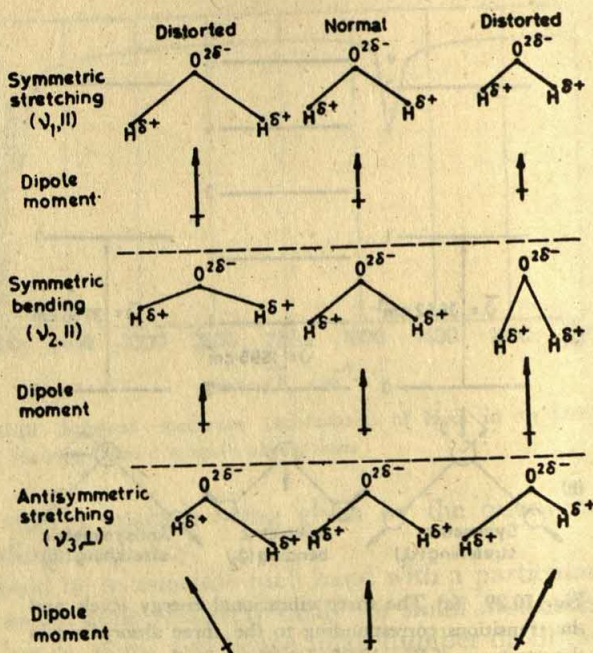 Distorted Normal Distorted
O2δ- O2δ- O2δ-
Symmetric
stretching
(ν1,II)
Hδ+ Hδ+ Hδ+ Hδ+ Hδ+ Hδ+
Dipole
moment
Symmetric
bending
(ν2,II)
O2δ- O2δ- O2δ-
Hδ+ Hδ+ Hδ+ Hδ+ Hδ+ Hδ+
Dipole
moment
Antisymmetric
stretching
(ν3,⊥)
O2δ- O2δ- O2δ-
Hδ+ Hδ+ Hδ+ Hδ+ Hδ+ Hδ+
Dipole
moment